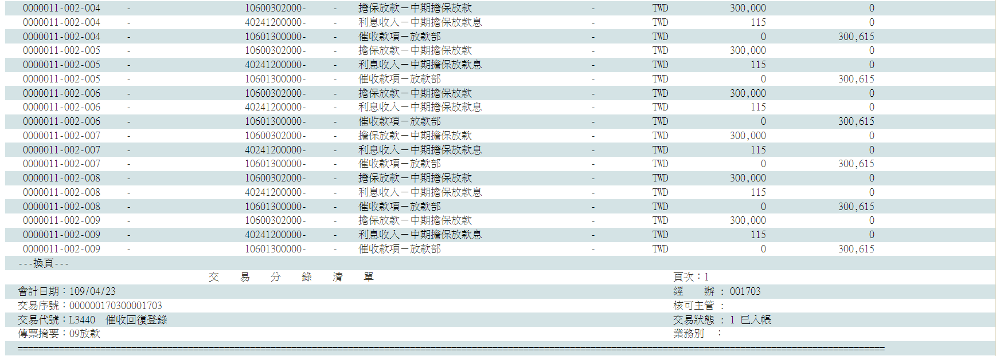 0000011-002-004 - 10600302000- - 擔保放款－中期擔保放款 - TWD 300,000 0
0000011-002-004 - 40241200000- - 利息收入－中期擔保放款息 - TWD 115 0
0000011-002-004 - 10601300000- - 催收款項－放款部 - TWD 0 300,615
0000011-002-005 - 10600302000- - 擔保放款－中期擔保放款 - TWD 300,000 0
0000011-002-005 - 40241200000- - 利息收入－中期擔保放款息 - TWD 115 0
0000011-002-005 - 10601300000- - 催收款項－放款部 - TWD 0 300,615
0000011-002-006 - 10600302000- - 擔保放款－中期擔保放款 - TWD 300,000 0
0000011-002-006 - 40241200000- - 利息收入－中期擔保放款息 - TWD 115 0
0000011-002-006 - 10601300000- - 催收款項－放款部 - TWD 0 300,615
0000011-002-007 - 10600302000- - 擔保放款－中期擔保放款 - TWD 300,000 0
0000011-002-007 - 40241200000- - 利息收入－中期擔保放款息 - TWD 115 0
0000011-002-007 - 10601300000- - 催收款項－放款部 - TWD 0 300,615
0000011-002-008 - 10600302000- - 擔保放款－中期擔保放款 - TWD 300,000 0
0000011-002-008 - 40241200000- - 利息收入－中期擔保放款息 - TWD 115 0
0000011-002-008 - 10601300000- - 催收款項－放款部 - TWD 0 300,615
0000011-002-009 - 10600302000- - 擔保放款－中期擔保放款 - TWD 300,000 0
0000011-002-009 - 40241200000- - 利息收入－中期擔保放款息 - TWD 115 0
0000011-002-009 - 10601300000- - 催收款項－放款部 - TWD 0 300,615
---換頁---
交 易 分 錄 清 單 頁次：1
會計日期：109/04/23 經 辦 : 001703
交易序號：000000170300001703 核可主管 :
交易代號：L3440 催收回復登錄 交易狀態 : 1 已入帳
傳票摘要：09放款 業務別 :
========================================================================================================================================================================